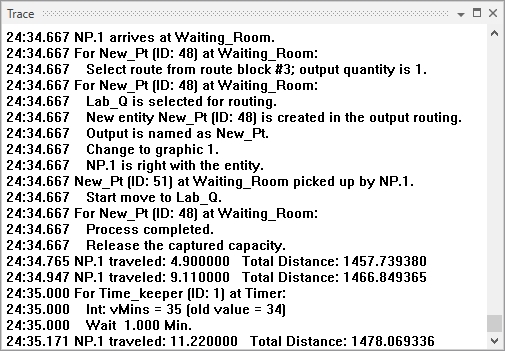 Trace
24:34.667 NP.1 arrives at Waiting_Room.
24:34.667 For New_Pt (ID: 48) at Waiting_Room:
24:34.667 Select route from route block #3; output quantity is 1.
24:34.667 For New_Pt (ID: 48) at Waiting_Room:
24:34.667 Lab_Q is selected for routing.
24:34.667 New entity New_Pt (ID: 48) is created in the output routing.
24:34.667 Output is named as New_Pt.
24:34.667 Change to graphic 1.
24:34.667 NP.1 is right with the entity.
24:34.667 New_Pt (ID: 51) at Waiting_Room picked up by NP.1.
24:34.667 Start move to Lab_Q.
24:34.667 For New_Pt (ID: 48) at Waiting_Room:
24:34.667 Process completed.
24:34.667 Release the captured capacity.
24:34.765 NP.1 traveled: 4.900000 Total Distance: 1457.739380
24:34.947 NP.1 traveled: 9.110000 Total Distance: 1466.849365
24:35.000 For Time_keeper (ID: 1) at Timer:
24:35.000 Int: vMins = 35 (old value = 34)
24:35.000 Wait 1.000 Min.
24:35.171 NP.1 traveled: 11.220000 Total Distance: 1478.069336